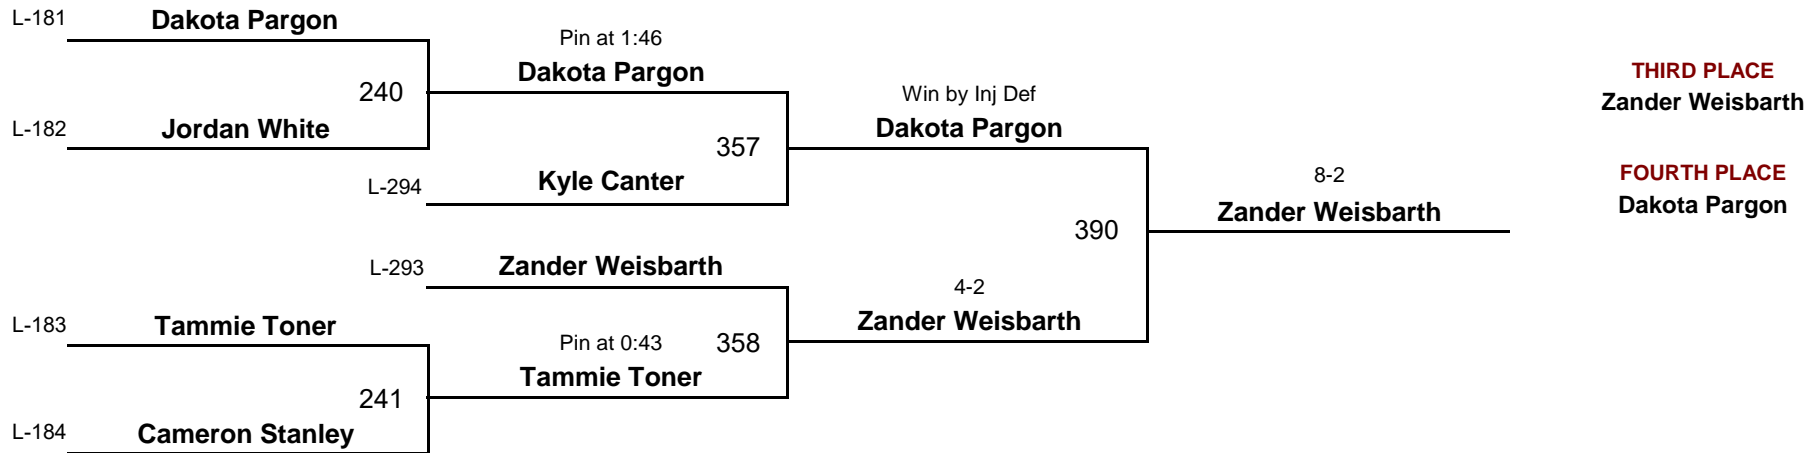 L-181
Dakota Pargon
240
L-182
Jordan White
Pin at 1:46
Dakota Pargon
357
L-294
Kyle Canter
Win by Inj Def
Dakota Pargon
390
L-293
Zander Weisbarth
L-183
Tammie Toner
241
L-184
Cameron Stanley
Pin at 0:43
Tammie Toner
358
4-2
Zander Weisbarth
8-2
Zander Weisbarth
THIRD PLACE
Zander Weisbarth
FOURTH PLACE
Dakota Pargon